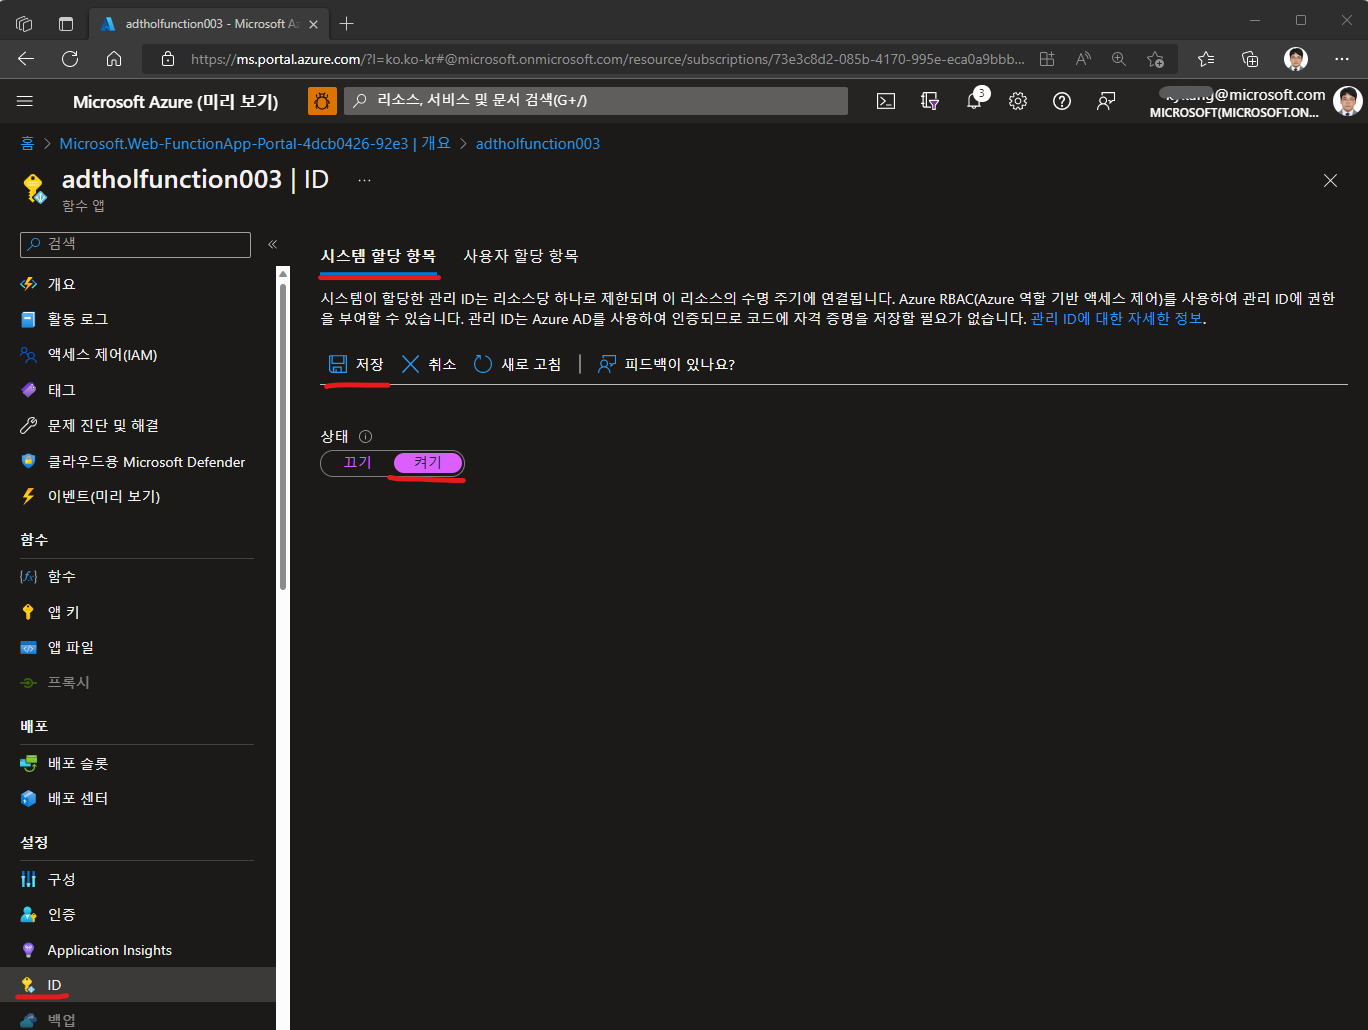 adtholfunction003 - Microsoft Az
https://ms.portal.azure.com/?l=ko.ko-kr#@microsoft.onmicrosoft.com/resource/subscriptions/73e3c8d2-085b-4170-995e-eca0a9bbb...
Microsoft Azure (미리 보기)
리소스, 서비스 및 문서 검색(G+/)
3
@microsoft.com
MICROSOFT(MICROSOFT.ON...
홈 > Microsoft.Web-FunctionApp-Portal-4dcb0426-92e3 | 개요 > adtholfunction003
adtholfunction003 | ID ...
함수 앱
검색
개요
활동 로그
액세스 제어(IAM)
태그
문제 진단 및 해결
클라우드용 Microsoft Defender
이벤트(미리 보기)
함수
함수
앱 키
앱 파일
프록시
배포
배포 슬롯
배포 센터
설정
구성
인증
Application Insights
ID
백업
시스템 할당 항목 사용자 할당 항목
시스템이 할당한 관리 ID는 리소스당 하나로 제한되며 이 리소스의 수명 주기에 연결됩니다. Azure RBAC(Azure 역할 기반 액세스 제어)를 사용하여 관리 ID에 권한
을 부여할 수 있습니다. 관리 ID는 Azure AD를 사용하여 인증되므로 코드에 자격 증명을 저장할 필요가 없습니다. 관리 ID에 대한 자세한 정보.
저장 취소 새로 고침 | 피드백이 있나요?
상태
끄기 켜기